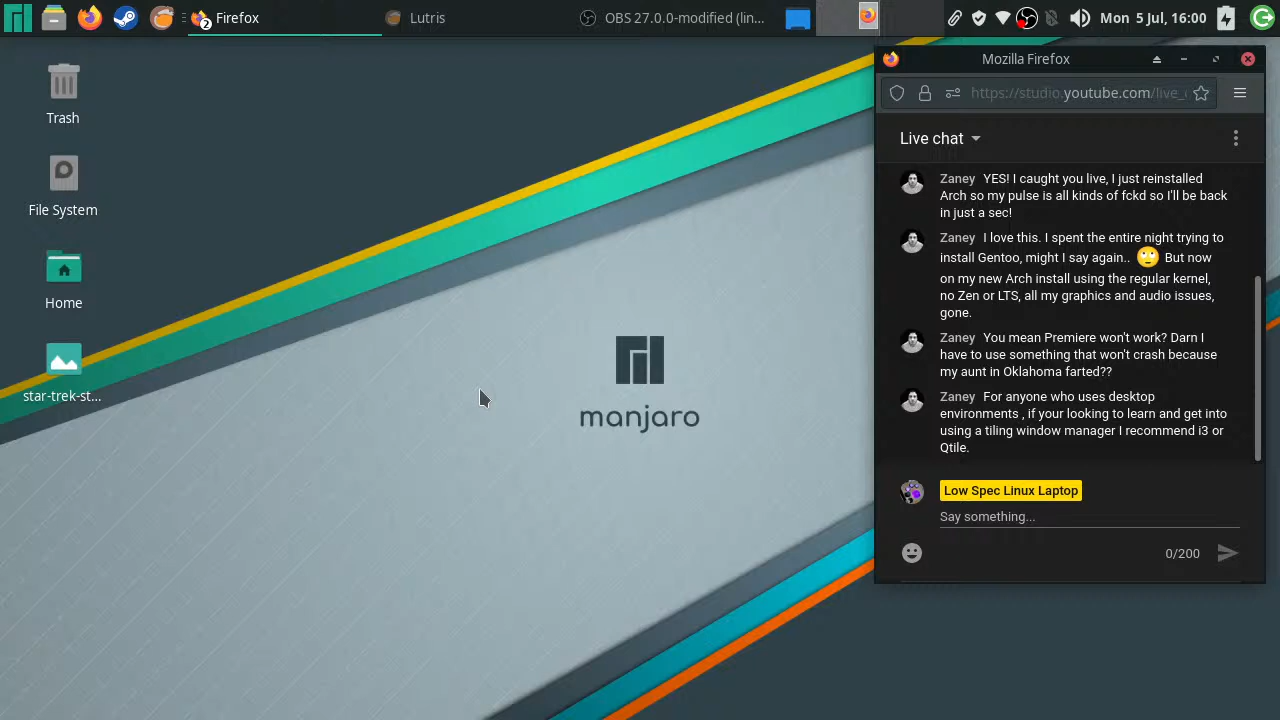 2 Firefox
Lutris
OBS 27.0.0-modified (lin...
Mon 5 Jul, 16:00
Trash
File System
Home
star-trek-st...
manjaro
Mozilla Firefox
https://studio.youtube.com/live_
Live chat
Zaney YES! I caught you live, I just reinstalled
Arch so my pulse is all kinds of fckd so I'll be back
in just a sec!
Zaney I love this. I spent the entire night trying to
install Gentoo, might I say again.. 🙄 But now
on my new Arch install using the regular kernel,
no Zen or LTS, all my graphics and audio issues,
gone.
Zaney You mean Premiere won't work? Darn I
have to use something that won't crash because
my aunt in Oklahoma farted??
Zaney For anyone who uses desktop
environments , if your looking to learn and get into
using a tiling window manager I recommend i3 or
Qtile.
Low Spec Linux Laptop
Say something...
0/200